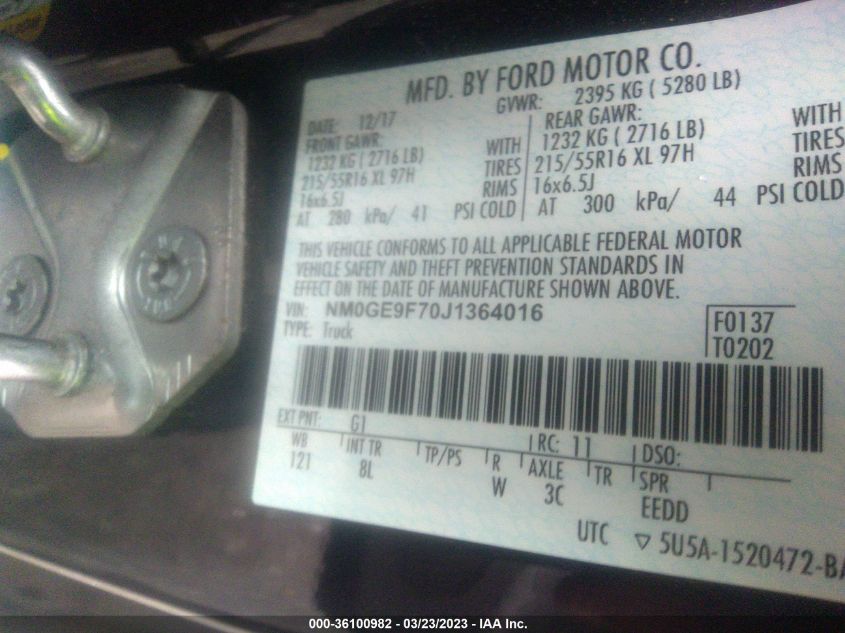 MFD. BY FORD MOTOR CO.
DATE: 12/17 GVWR: 2395 KG ( 5280 LB)
FRONT GAWR: REAR GAWR:
1232 KG (2716 LB) WITH 1232 KG (2716 LB) WITH
215/55R16 XL 97H TIRES 215/55R16 XL 97H TIRES
16x6.5J RIMS 16x6.5J RIMS
AT 280 kPa/ 41 PSI COLD AT 300 kPa/ 44 PSI COLD
THIS VEHICLE CONFORMS TO ALL APPLICABLE FEDERAL MOTOR
VEHICLE SAFETY AND THEFT PREVENTION STANDARDS IN
EFFECT ON THE DATE OF MANUFACTURE SHOWN ABOVE.
VIN: NM0GE9F70J1364016
TYPE: Truck
F0137
T0202
EXT PNT: G1 RC: 11 DSO:
WB INT TR TP/PS R AXLE TR SPR
121 8L W 3C EEDD
UTC ▽ 5U5A-1520472-BA
000-36100982 - 03/23/2023 - IAA Inc.